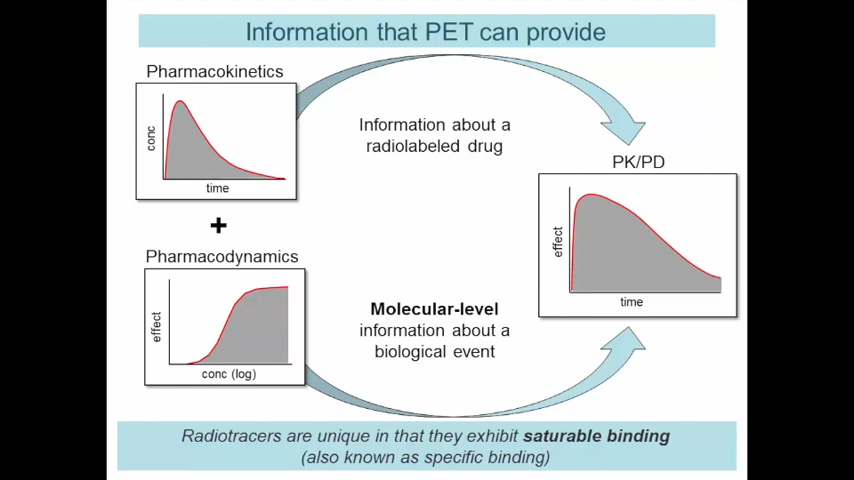 Information that PET can provide
Pharmacokinetics
conc
time
Information about a
radiolabeled drug
PK/PD
effect
time
+
Pharmacodynamics
effect
conc (log)
Molecular-level
information about a
biological event
Radiotracers are unique in that they exhibit saturable binding
(also known as specific binding)